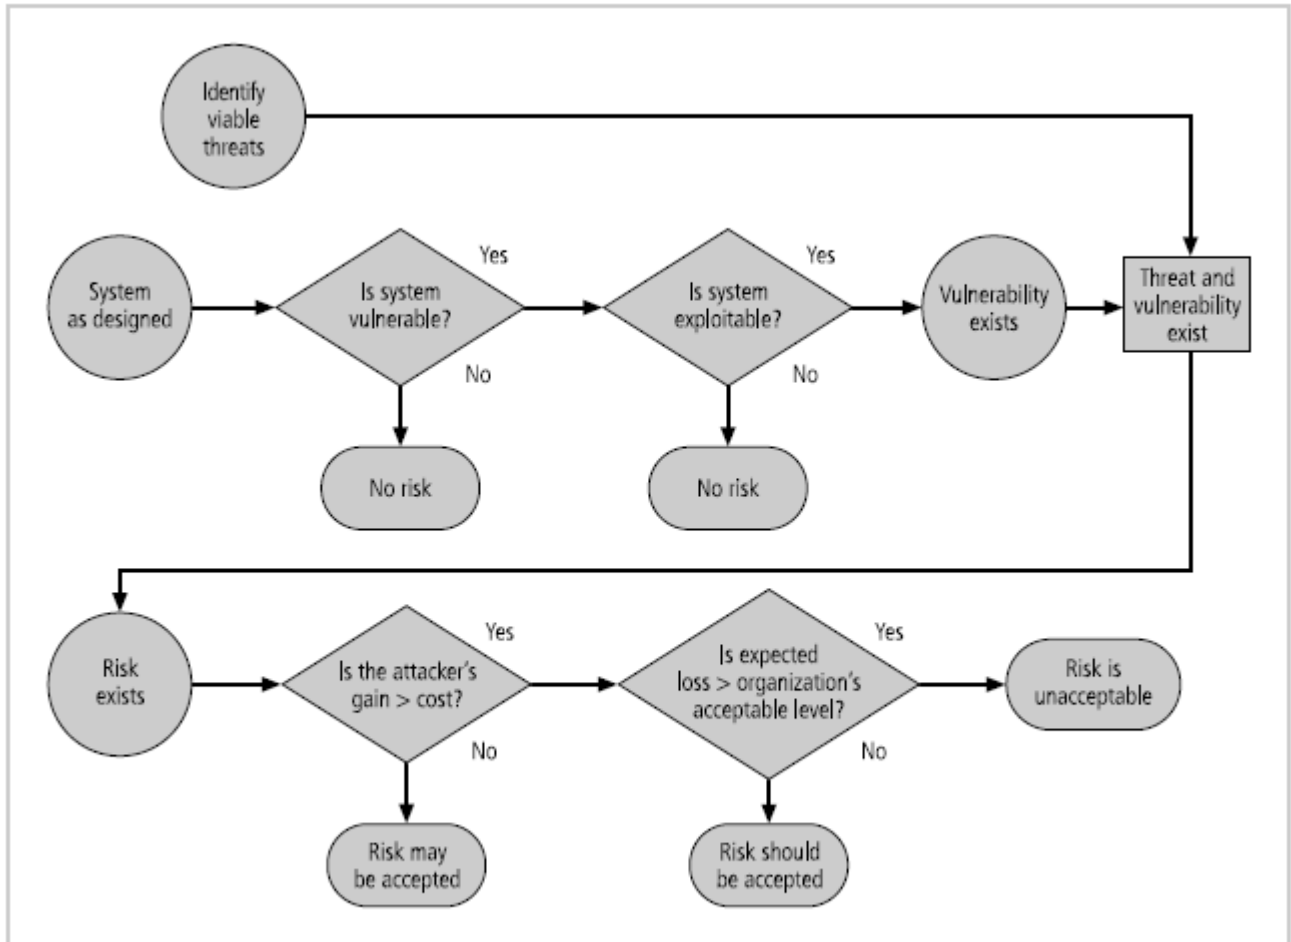 Identify
viable
threats
System
as designed
Is system
vulnerable?
Yes
No
No risk
Is system
exploitable?
Yes
No
No risk
Vulnerability
exists
Threat and
vulnerability
exist
Risk
exists
Is the attacker's
gain > cost?
Yes
No
Risk may
be accepted
Is expected
loss > organization's
acceptable level?
Yes
No
Risk should
be accepted
Risk is
unacceptable